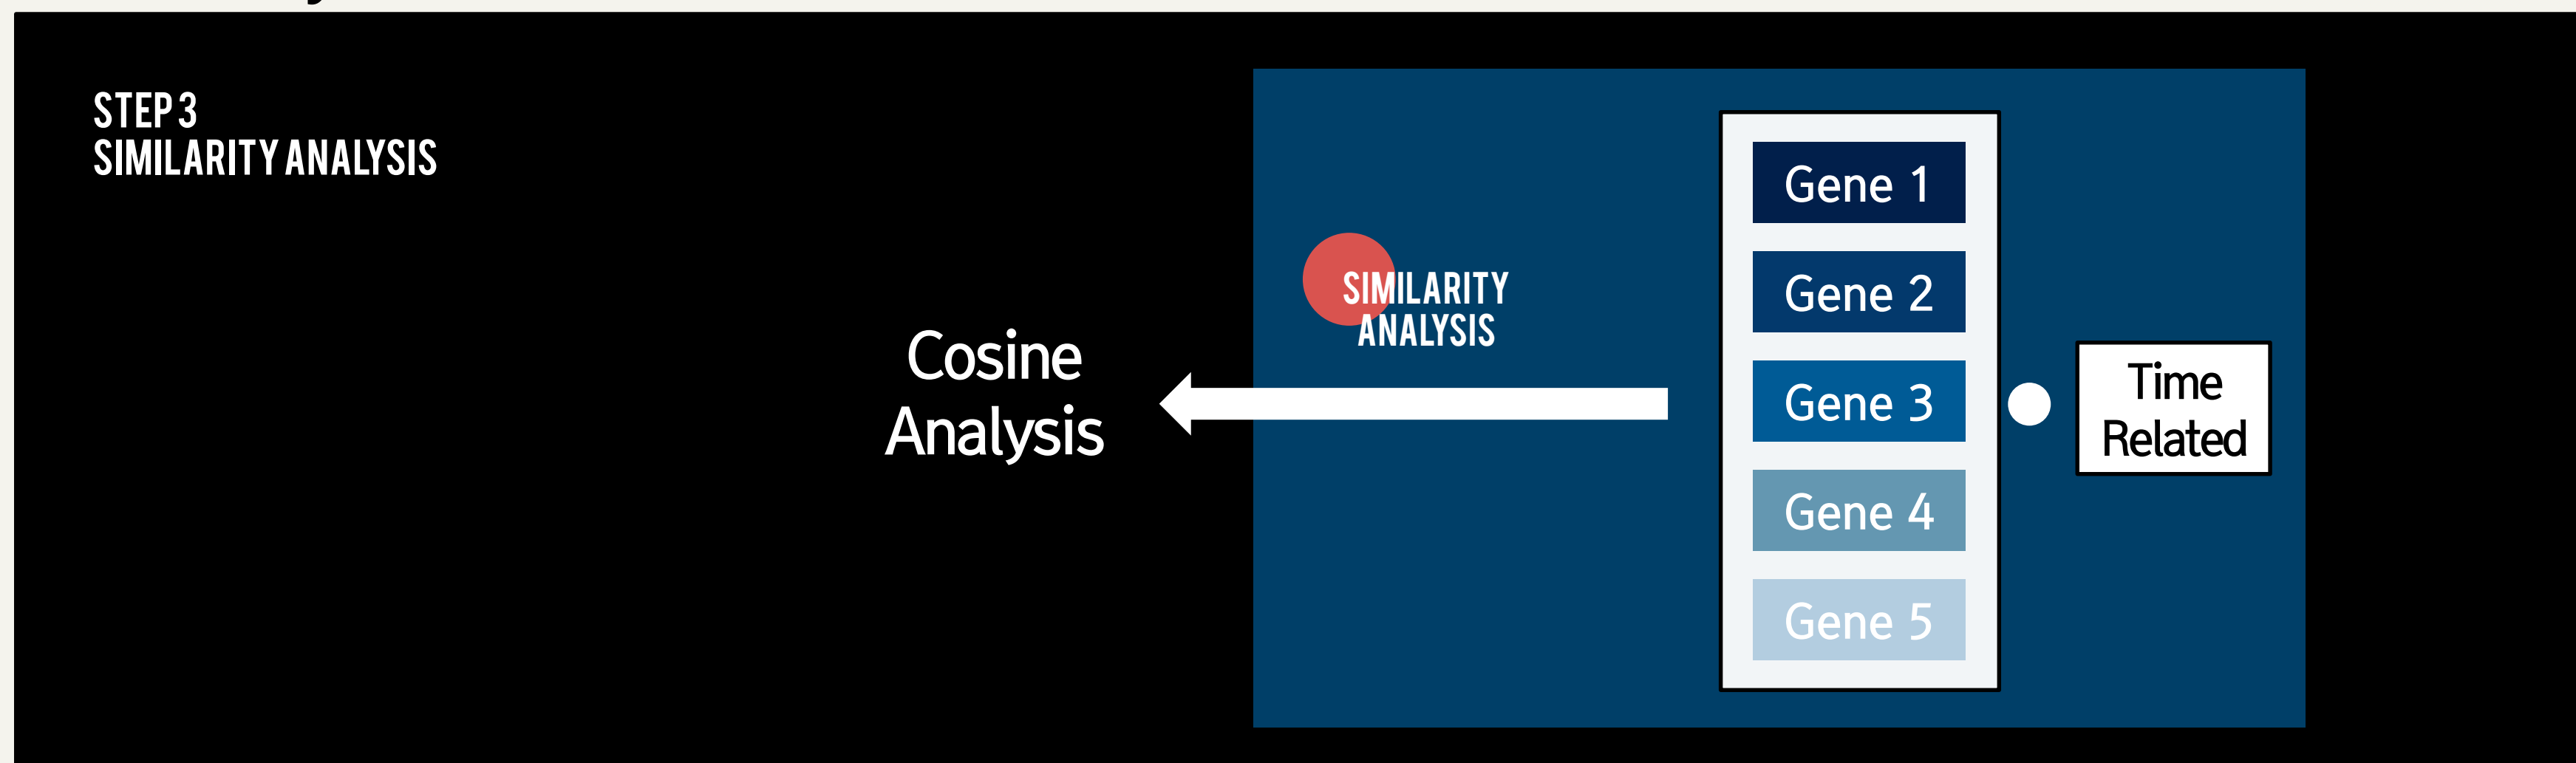 STEP 3
SIMILARITY ANALYSIS
Cosine
Analysis
SIMILARITY
ANALYSIS
Gene 1
Gene 2
Gene 3
Gene 4
Gene 5
Time
Related